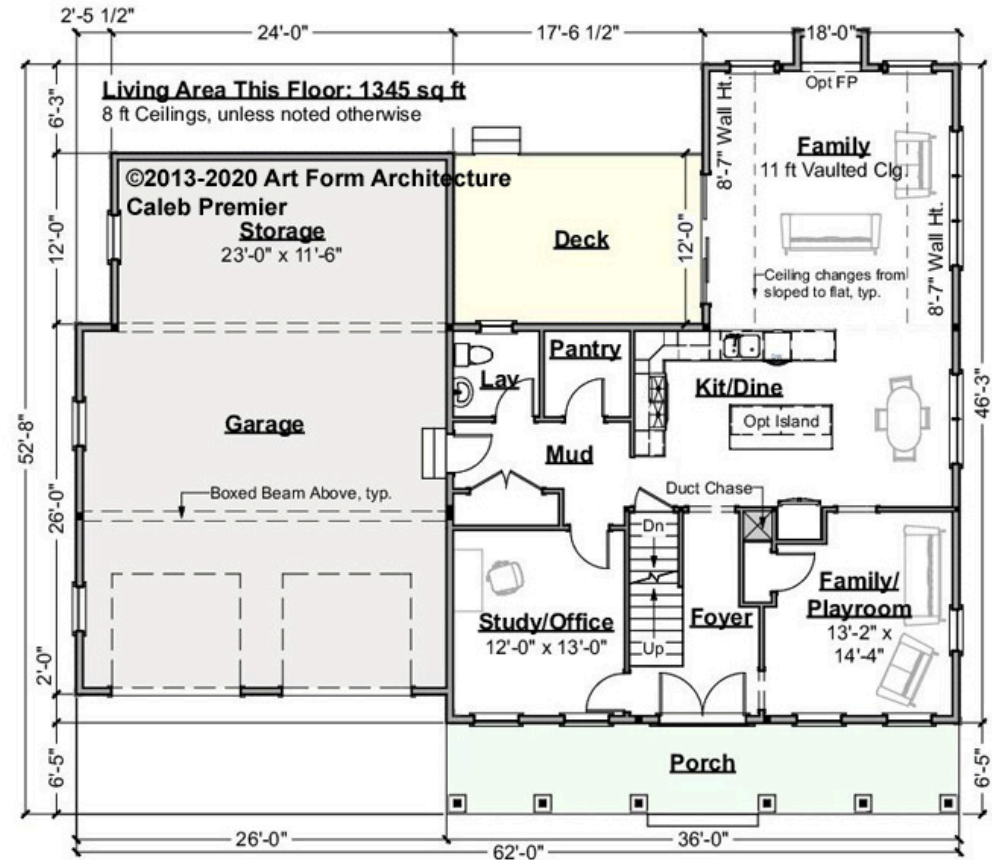 2'-5 1/2"
24'-0"
17'-6 1/2"
18'-0"
6'-3"
Living Area This Floor: 1345 sq ft
8 ft Ceilings, unless noted otherwise
Opt FP
8'-7" Wall Ht.
Family
11 ft Vaulted Clg.
©2013-2020 Art Form Architecture
Caleb Premier
Storage
23'-0" x 11'-6"
12'-0"
Deck
12'-0"
8'-7" Wall Ht.
Ceiling changes from
sloped to flat, typ.
Pantry
Lav
Kit/Dine
46'-3"
Garage
Opt Island
52'-8"
Mud
Boxed Beam Above, typ.
Duct Chase
26'-0"
Dn
Family/
Playroom
13'-2" x
14'-4"
Study/Office
12'-0" x 13'-0"
Foyer
Up
2'-0"
6'-5"
Porch
6'-5"
26'-0"
36'-0"
62'-0"